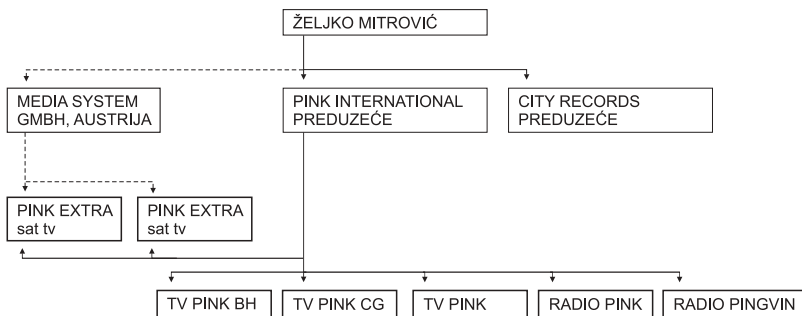 ŽELJKO MITROVIĆ
MEDIA SYSTEM
GMBH, AUSTRIJA
PINK INTERNATIONAL
PREDUZEĆE
CITY RECORDS
PREDUZEĆE
PINK EXTRA
sat tv
PINK EXTRA
sat tv
TV PINK BH
TV PINK CG
TV PINK
RADIO PINK
RADIO PINGVIN